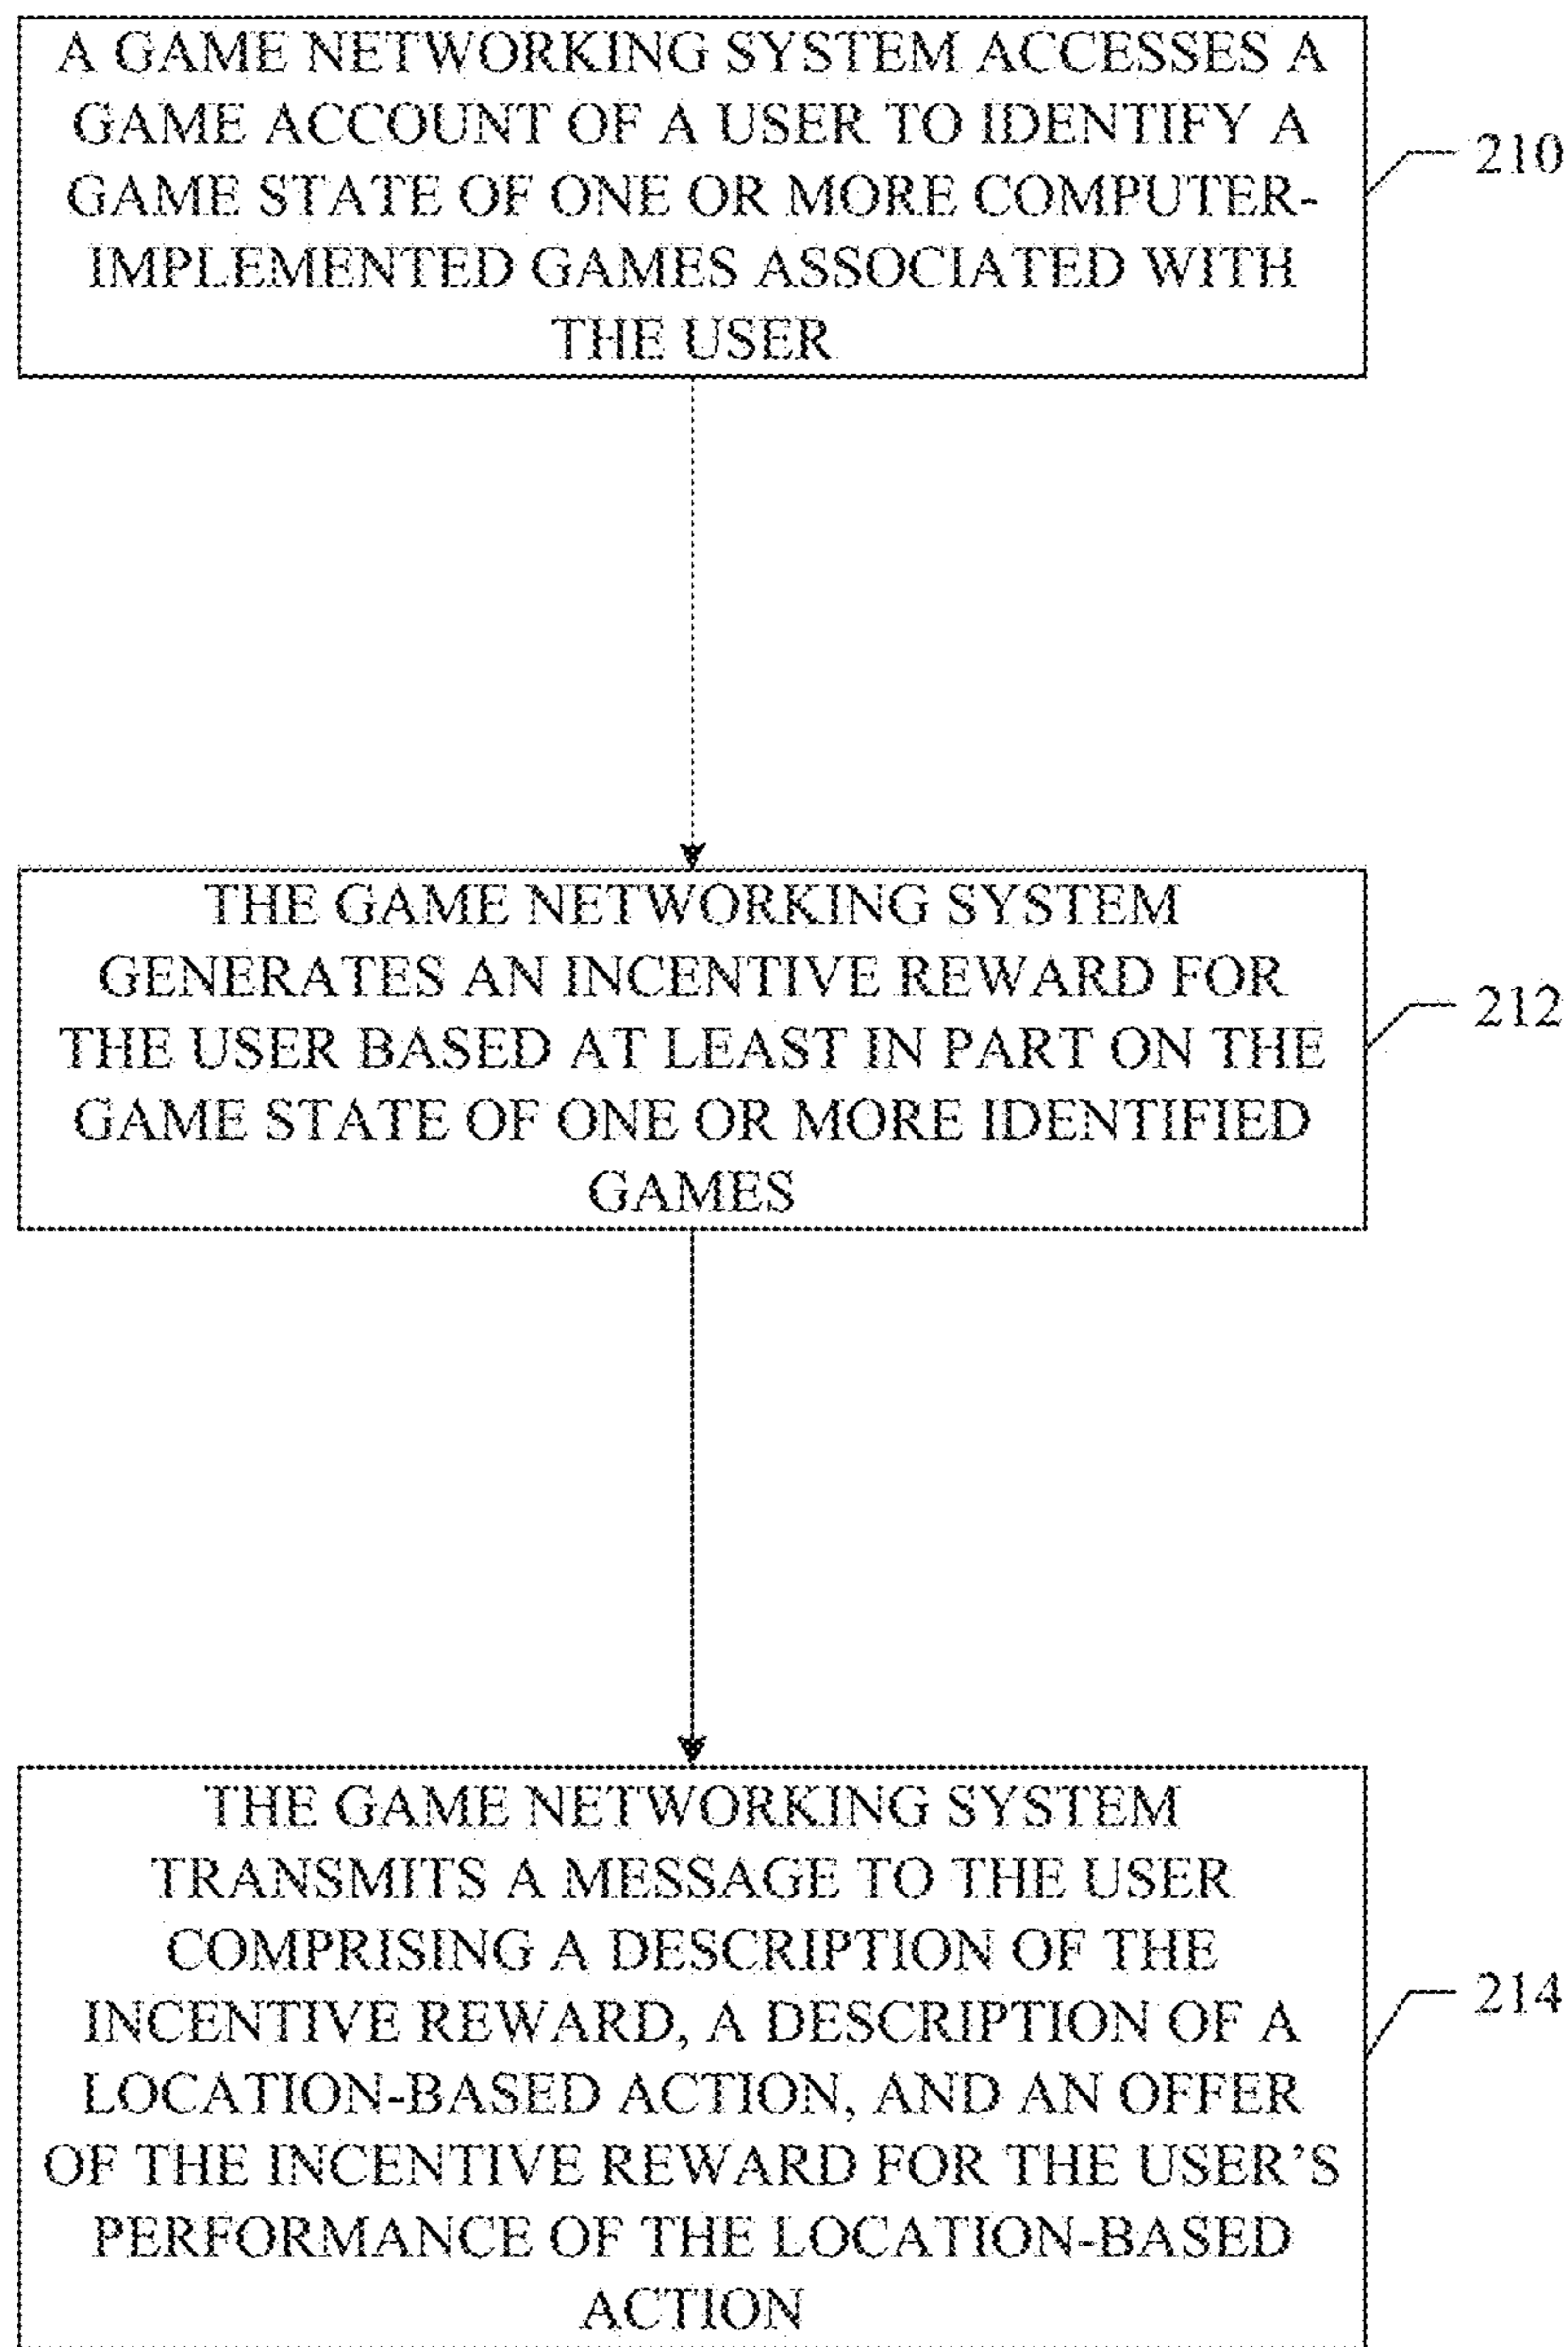 A GAME NETWORKING SYSTEM ACCESSES A
GAME ACCOUNT OF A USER TO IDENTIFY A
GAME STATE OF ONE OR MORE COMPUTER-
IMPLEMENTED GAMES ASSOCIATED WITH
THE USER
210
THE GAME NETWORKING SYSTEM
GENERATES AN INCENTIVE REWARD FOR
THE USER BASED AT LEAST IN PART ON THE
GAME STATE OF ONE OR MORE IDENTIFIED
GAMES
212
THE GAME NETWORKING SYSTEM
TRANSMITS A MESSAGE TO THE USER
COMPRISING A DESCRIPTION OF THE
INCENTIVE REWARD, A DESCRIPTION OF A
LOCATION-BASED ACTION, AND AN OFFER
OF THE INCENTIVE REWARD FOR THE USER’S
PERFORMANCE OF THE LOCATION-BASED
ACTION
214